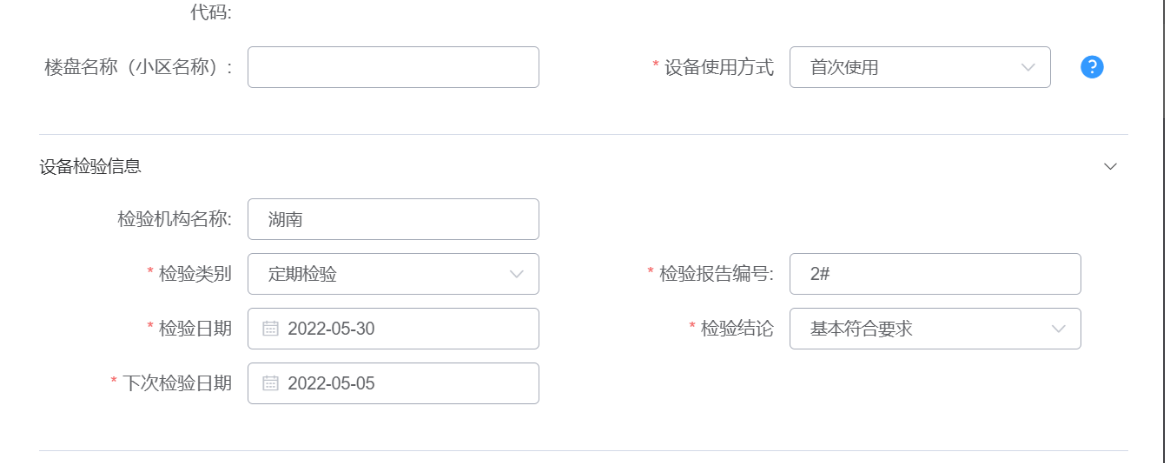 代码:
楼盘名称（小区名称）:
* 设备使用方式 首次使用 ?
设备检验信息
检验机构名称: 湖南
* 检验类别 定期检验 * 检验报告编号: 2#
* 检验日期 2022-05-30 * 检验结论 基本符合要求
* 下次检验日期 2022-05-05